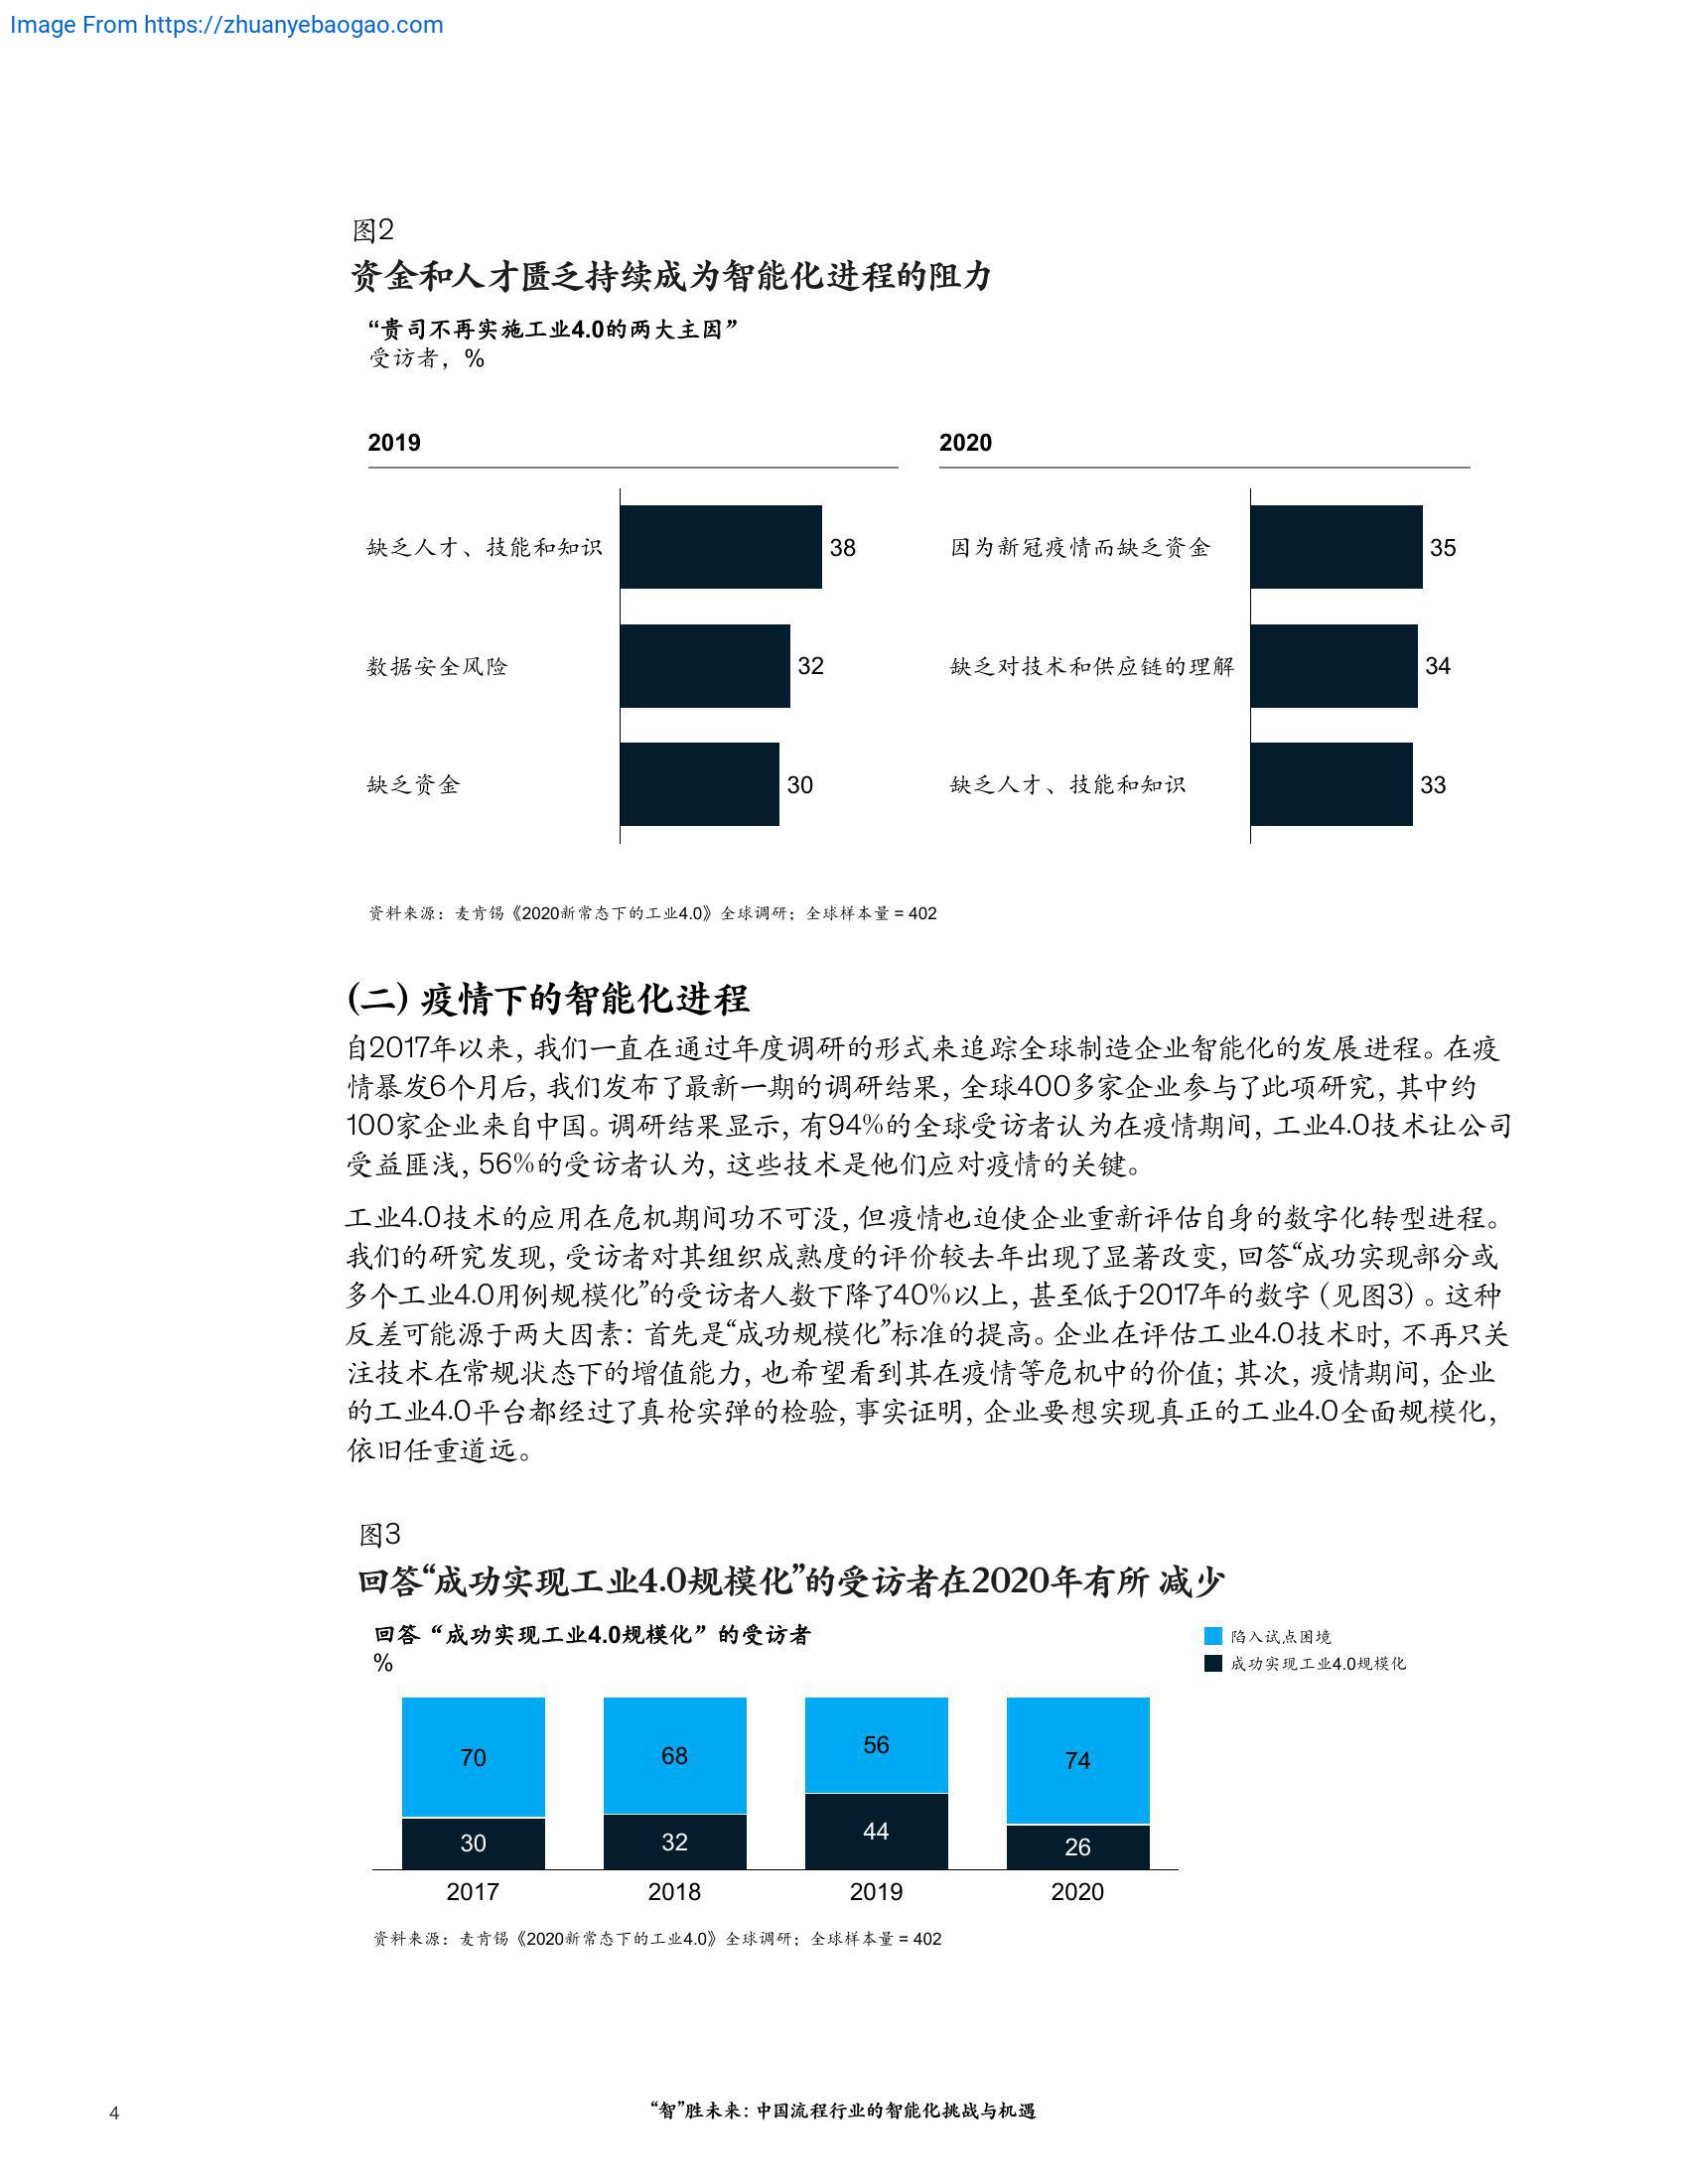 Image From https://zhuanyebaogao.com
图2
资金和人才匮乏持续成为智能化进程的阻力
“贵司不再实施工业4.0的两大主因”
受访者，%
2019
缺乏人才、技能和知识 38
数据安全风险 32
缺乏资金 30
2020
因为新冠疫情而缺乏资金 35
缺乏对技术和供应链的理解 34
缺乏人才、技能和知识 33
资料来源：麦肯锡《2020新常态下的工业4.0》全球调研；全球样本量 = 402
(二) 疫情下的智能化进程
自2017年以来，我们一直在通过年度调研的形式来追踪全球制造企业智能化的发展进程。在疫
情暴发6个月后，我们发布了最新一期的调研结果，全球400多家企业参与了此项研究，其中约
100家企业来自中国。调研结果显示，有94%的全球受访者认为在疫情期间，工业4.0技术让公司
受益匪浅，56%的受访者认为，这些技术是他们应对疫情的关键。
工业4.0技术的应用在危机期间功不可没，但疫情也迫使企业重新评估自身的数字化转型进程。
我们的研究发现，受访者对其组织成熟度的评价较去年出现了显著改变，回答“成功实现部分或
多个工业4.0用例规模化”的受访者人数下降了40%以上，甚至低于2017年的数字（见图3）。这种
反差可能源于两大因素：首先是“成功规模化”标准的提高。企业在评估工业4.0技术时，不再只关
注技术在常规状态下的增值能力，也希望看到其在疫情等危机中的价值；其次，疫情期间，企业
的工业4.0平台都经过了真枪实弹的检验，事实证明，企业要想实现真正的工业4.0全面规模化，
依旧任重道远。
图3
回答“成功实现工业4.0规模化”的受访者在2020年有所 减少
回答“成功实现工业4.0规模化”的受访者
%
陷入试点困境
成功实现工业4.0规模化
70 68 56 74
30 32 44 26
2017 2018 2019 2020
资料来源：麦肯锡《2020新常态下的工业4.0》全球调研；全球样本量 = 402
4
“智”胜未来：中国流程行业的智能化挑战与机遇